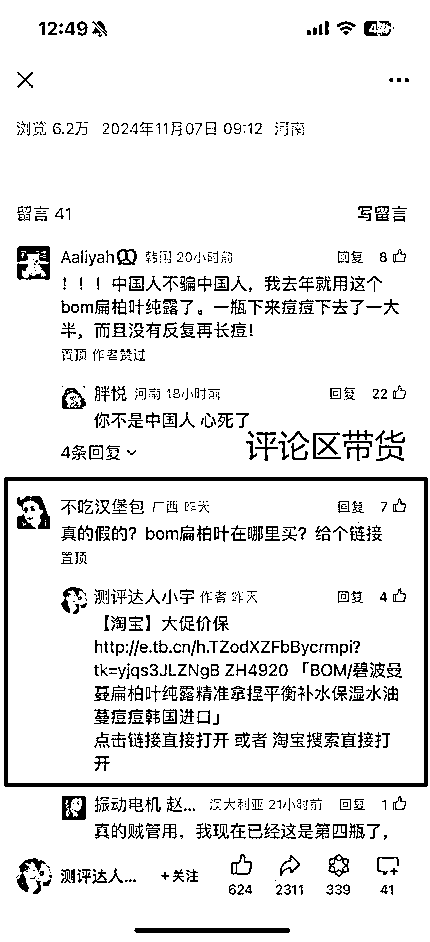 12:49
浏览 6.2万 2024年11月07日 09:12 河南
留言 41 写留言
Aaliyah 韩国 20小时前 回复 8
！！！中国人不骗中国人，我去年就用这个
bom扁柏叶纯露了。一瓶下来痘痘下去了一大
半，而且没有反复再长痘！
置顶 作者赞过
胖悦 河南 18小时前 回复 22
你不是中国人 心死了
4条回复
评论区带货
不吃汉堡包 广西 昨天 回复 7
真的假的？bom扁柏叶在哪里买？给个链接
置顶
测评达人小宇 作者 昨天 回复 4
【淘宝】大促价保
http://e.tb.cn/h.TZodXZFbBycrmpi?
tk=yjqs3JLZNgB ZH4920 「BOM/碧波曼
蔓扁柏叶纯露精准拿捏平衡补水保湿水油
蔓痘痘韩国进口」
点击链接直接打开 或者 淘宝搜索直接打
开
振动电机 赵... 澳大利亚 21小时前 回复 1
真的贼管用，我现在已经这是第四瓶了，
测评达人... +关注 624 2311 339 41